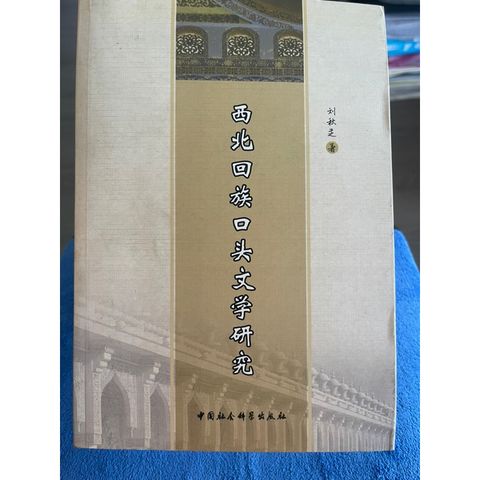 西北回族口头文学研究
刘秋芝 著
中国社会科学出版社